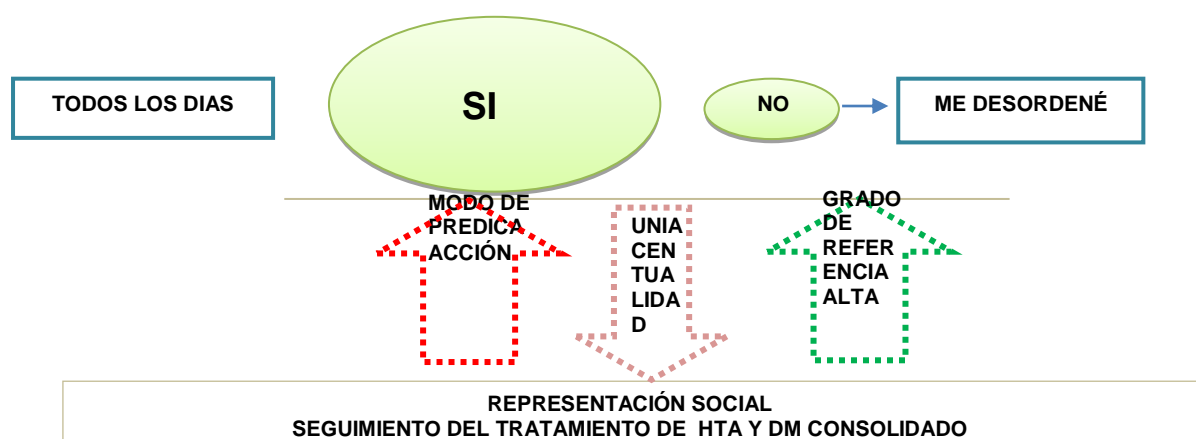 TODOS LOS DIAS
SI
NO
ME DESORDENÉ
MODO DE
PREDICA
ACCIÓN
UNIA
CEN
TUA
LIDA
D
GRADO
DE
REFER
ENCIA
ALTA
REPRESENTACIÓN SOCIAL
SEGUIMIENTO DEL TRATAMIENTO DE HTA Y DM CONSOLIDADO